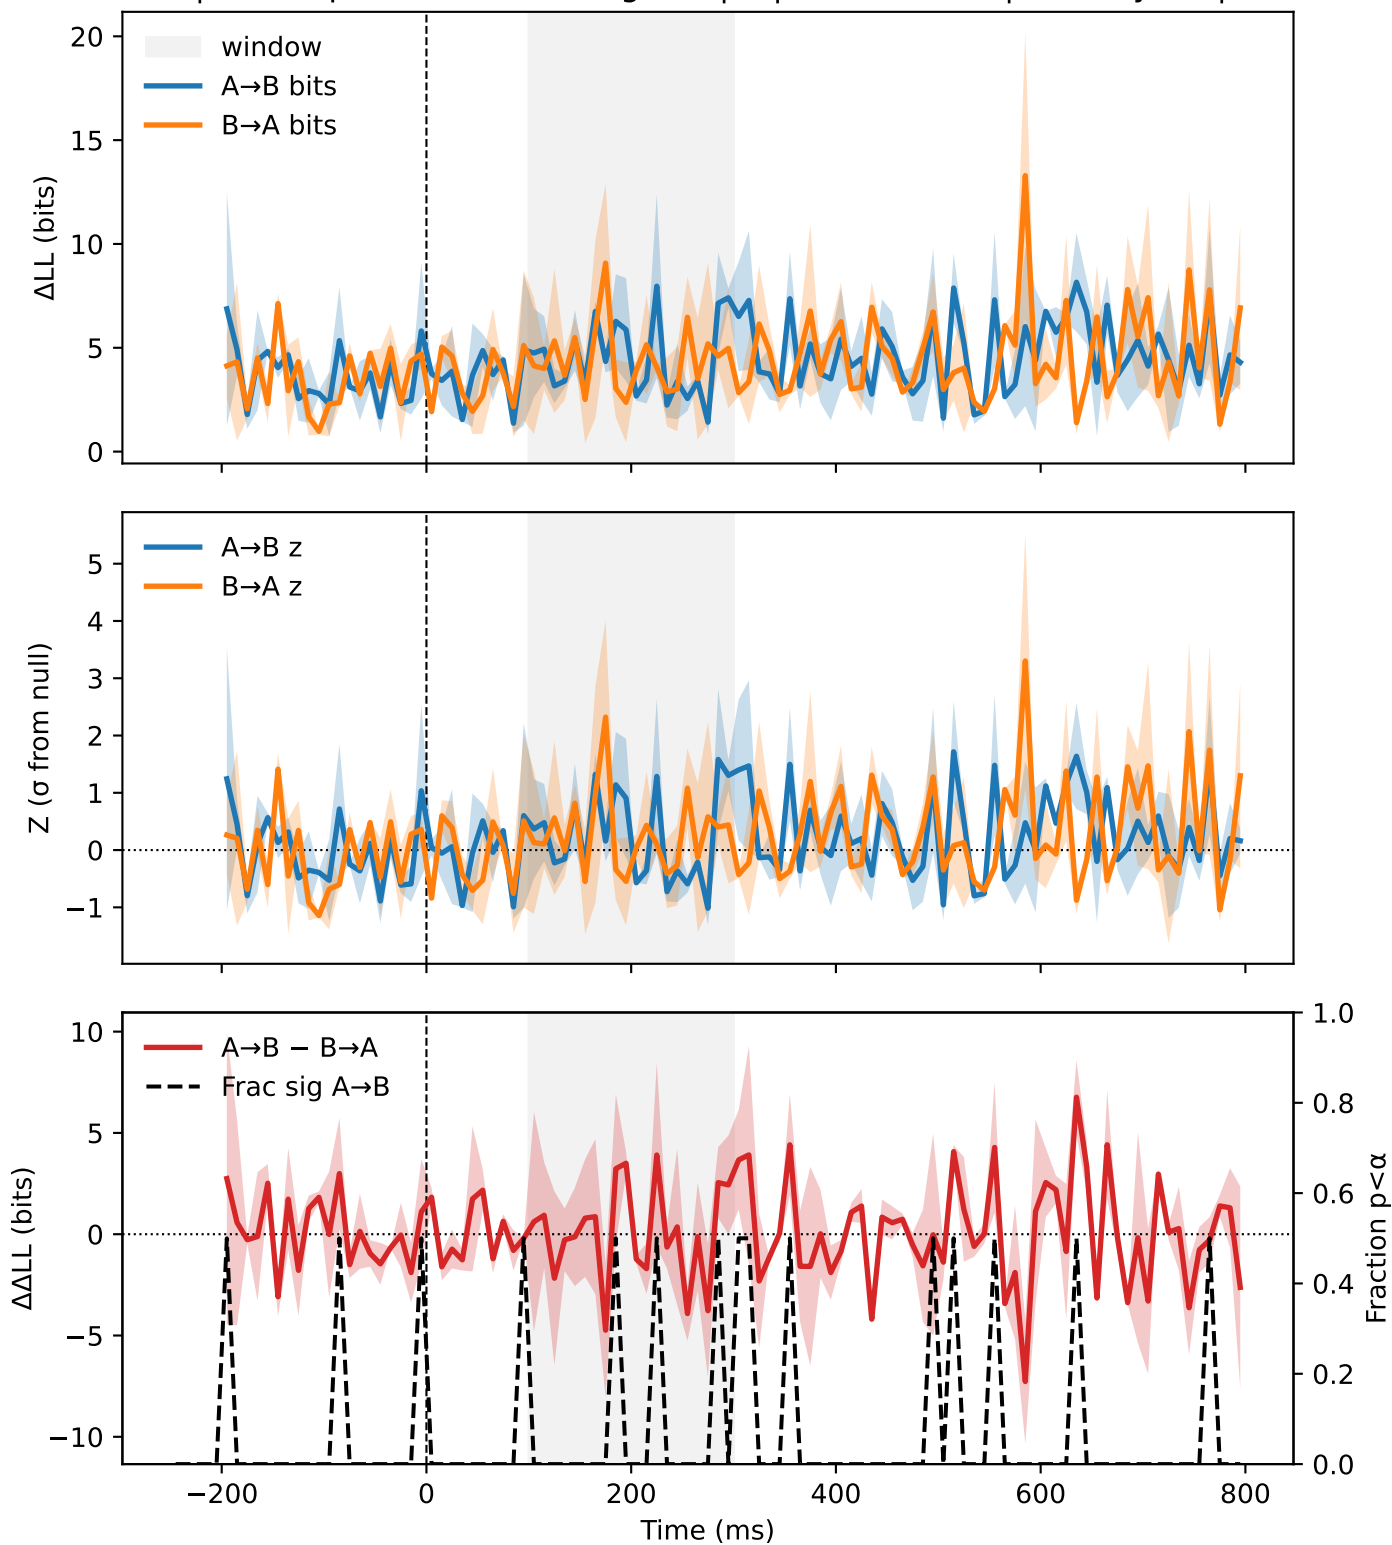 20
15
10
5
0
ΔLL (bits)
window
A→B bits
B→A bits
5
4
3
2
1
0
−1
Z (σ from null)
A→B z
B→A z
10
5
0
−5
−10
ΔΔLL (bits)
A→B − B→A
Frac sig A→B
1.0
0.8
0.6
0.4
0.2
0.0
Fraction p<α
−200 0 200 400 600 800
Time (ms)